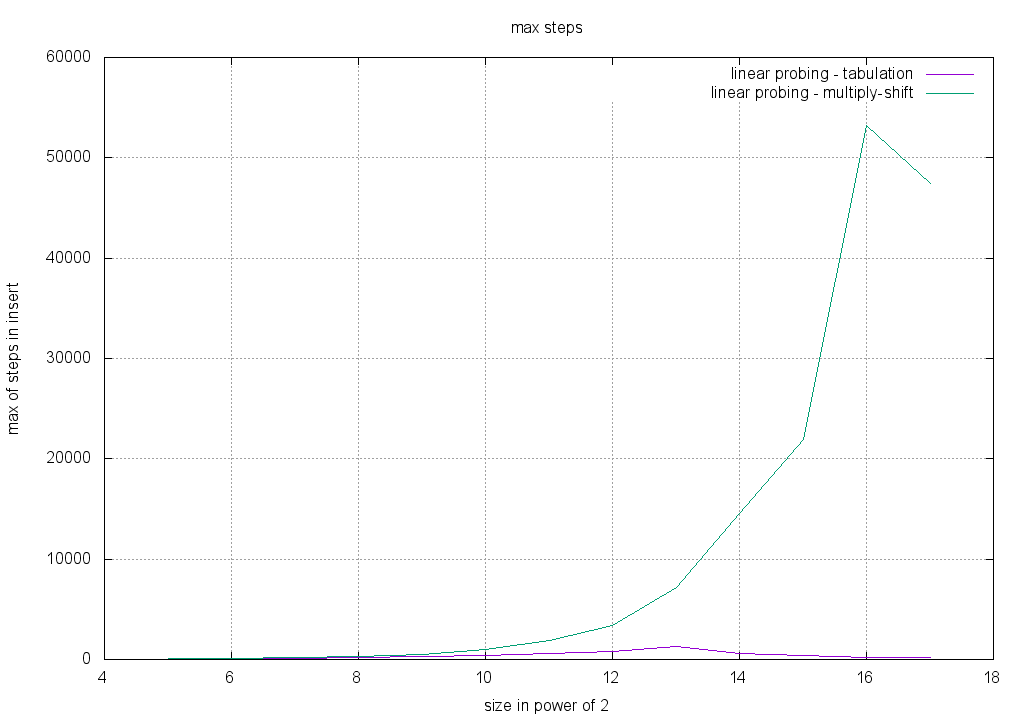 max steps
linear probing - tabulation
linear probing - multiply-shift
60000
50000
40000
30000
20000
10000
0
max of steps in insert
4 6 8 10 12 14 16 18
size in power of 2